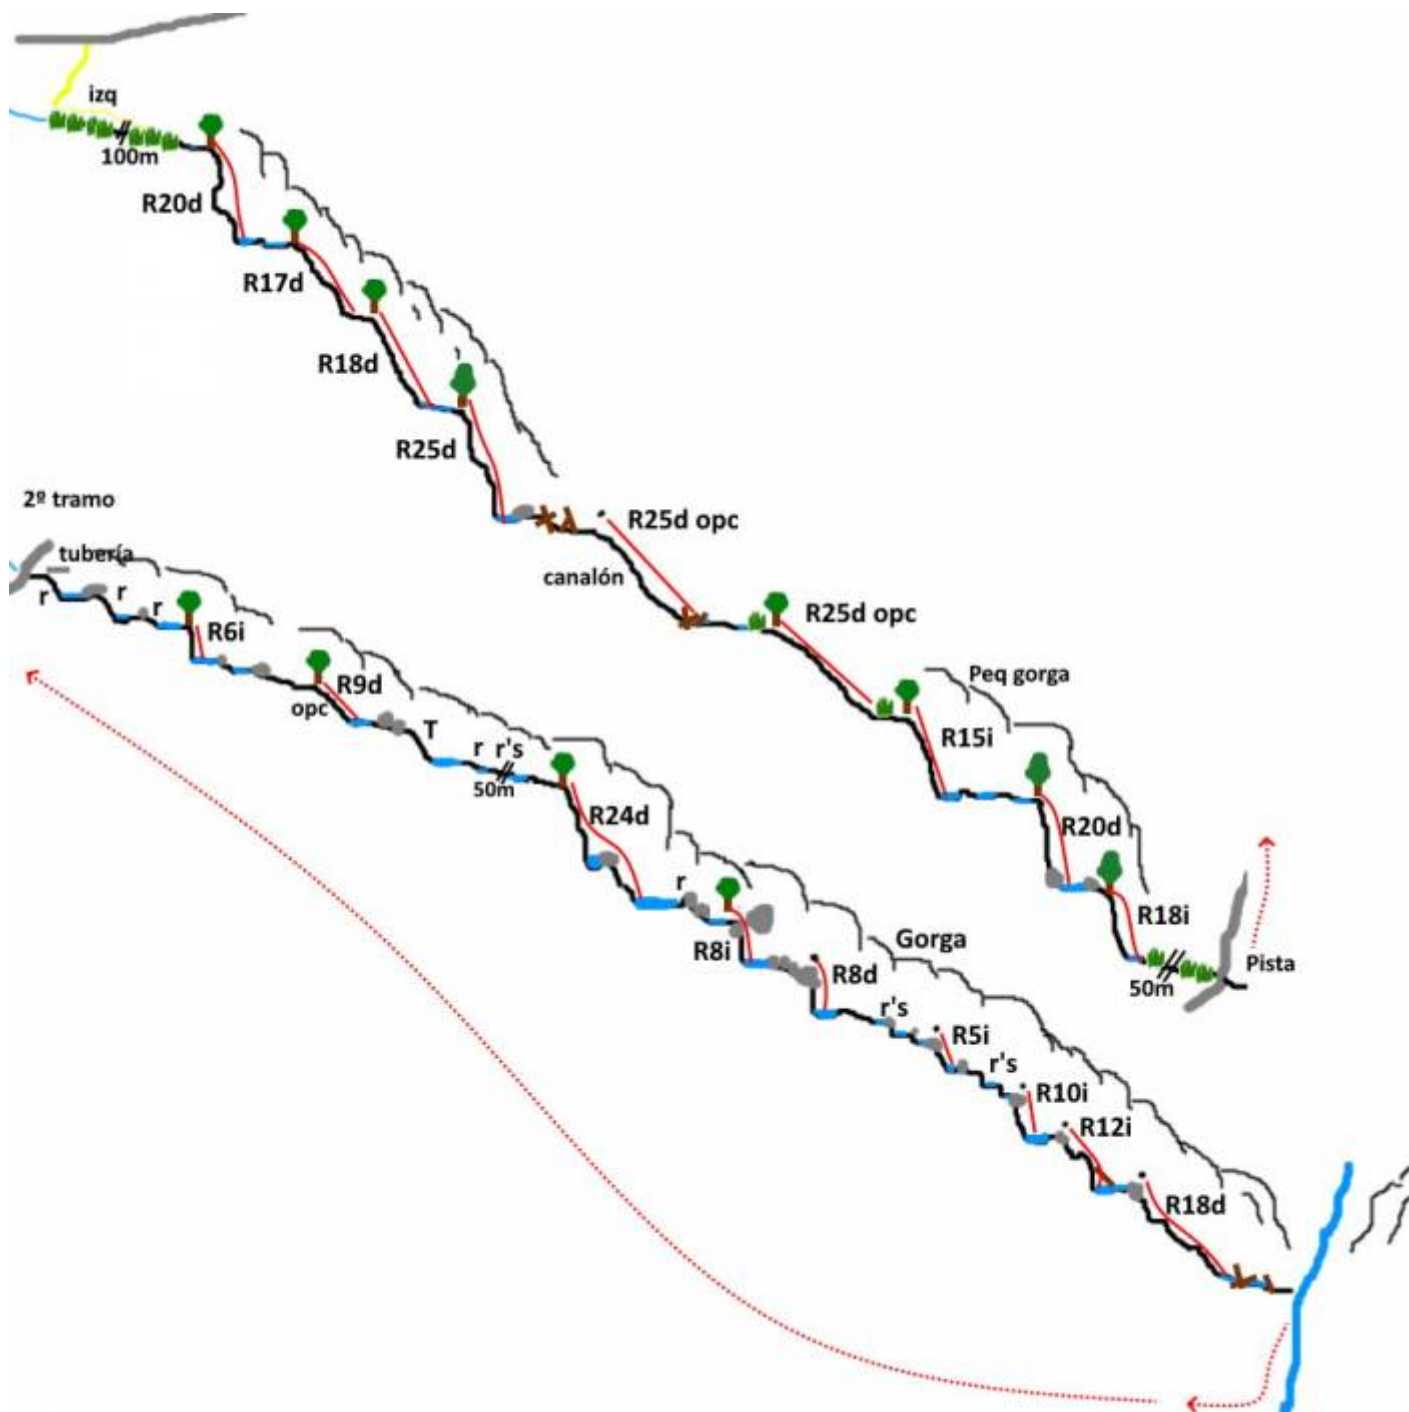 izq
100m
R20d
R17d
R18d
R25d
R25d opc
canalón
R25d opc
Peq gorga
R15i
R20d
R18i
50m
Pista
2º tramo
tubería
r
r
r
R6i
R9d
opc
T
r r's
50m
R24d
r
R8i
R8d
Gorga
r's
R5i
r's
R10i
R12i
R18d